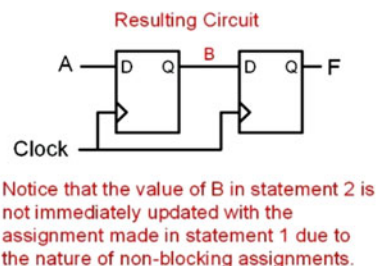 Resulting Circuit
A D Q B D Q F
Clock
Notice that the value of B in statement 2 is
not immediately updated with the
assignment made in statement 1 due to
the nature of non-blocking assignments.